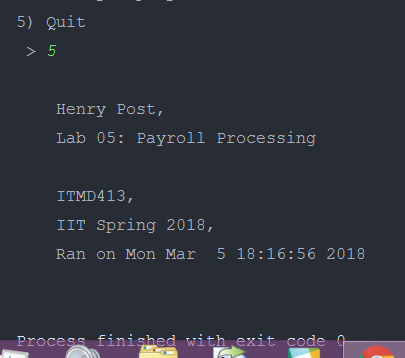 5) Quit
> 5
Henry Post,
Lab 05: Payroll Processing
ITMD413,
IIT Spring 2018,
Ran on Mon Mar  5 18:16:56 2018
Process finished with exit code 0